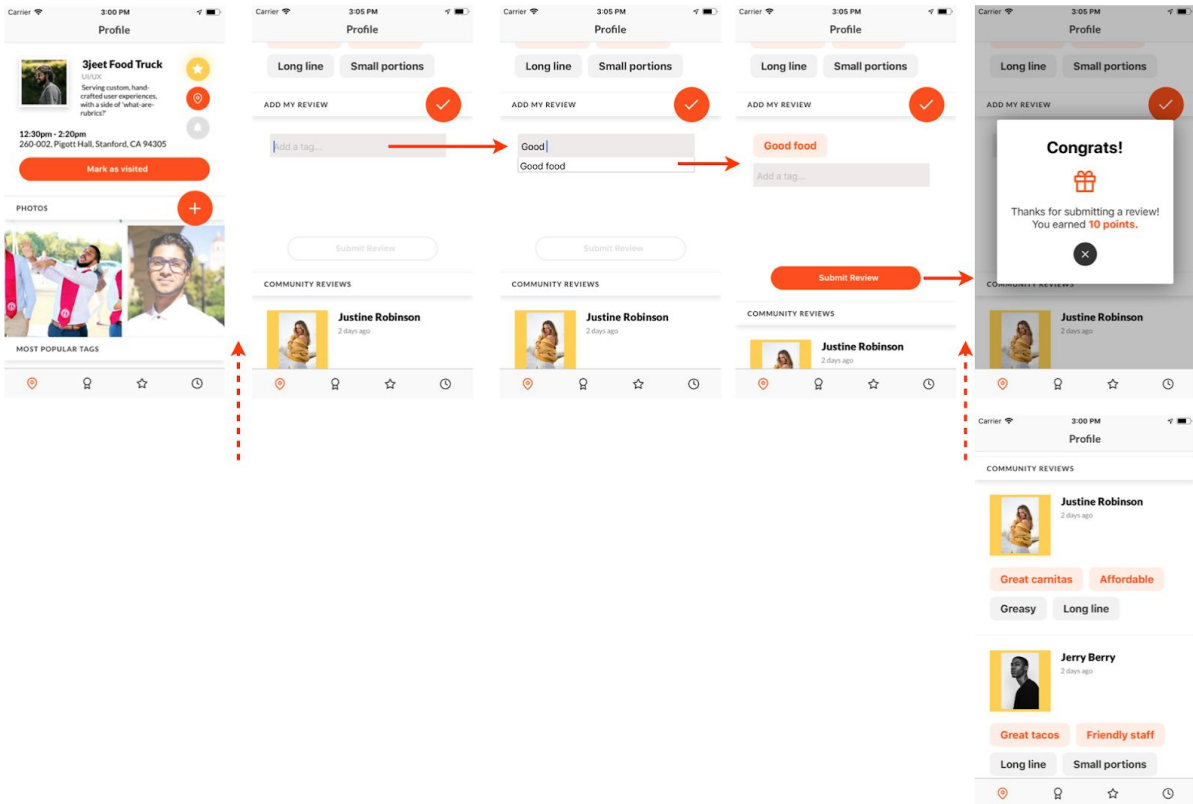 Carrier 3:00 PM
Profile
3jeet Food Truck
UI/UX
Serving custom, hand-
crafted user experiences,
with a side of 'what-are-
rubrics?'
12:30pm - 2:20pm
260-002, Pigott Hall, Stanford, CA 94305
Mark as visited
PHOTOS
MOST POPULAR TAGS
Carrier 3:05 PM
Profile
Long line Small portions
ADD MY REVIEW
Add a tag...
Submit Review
COMMUNITY REVIEWS
Justine Robinson
2 days ago
Carrier 3:05 PM
Profile
Long line Small portions
ADD MY REVIEW
Good
Good food
Submit Review
COMMUNITY REVIEWS
Justine Robinson
2 days ago
Carrier 3:05 PM
Profile
Long line Small portions
ADD MY REVIEW
Good food
Add a tag...
Submit Review
COMMUNITY REVIEWS
Justine Robinson
2 days ago
Carrier 3:05 PM
Profile
Long line Small portions
ADD MY REVIEW
Congrats!
Thanks for submitting a review!
You earned 10 points.
COMMUNITY REVIEWS
Justine Robinson
2 days ago
Carrier 3:00 PM
Profile
COMMUNITY REVIEWS
Justine Robinson
2 days ago
Great carnitas Affordable
Greasy Long line
Jerry Berry
2 days ago
Great tacos Friendly staff
Long line Small portions